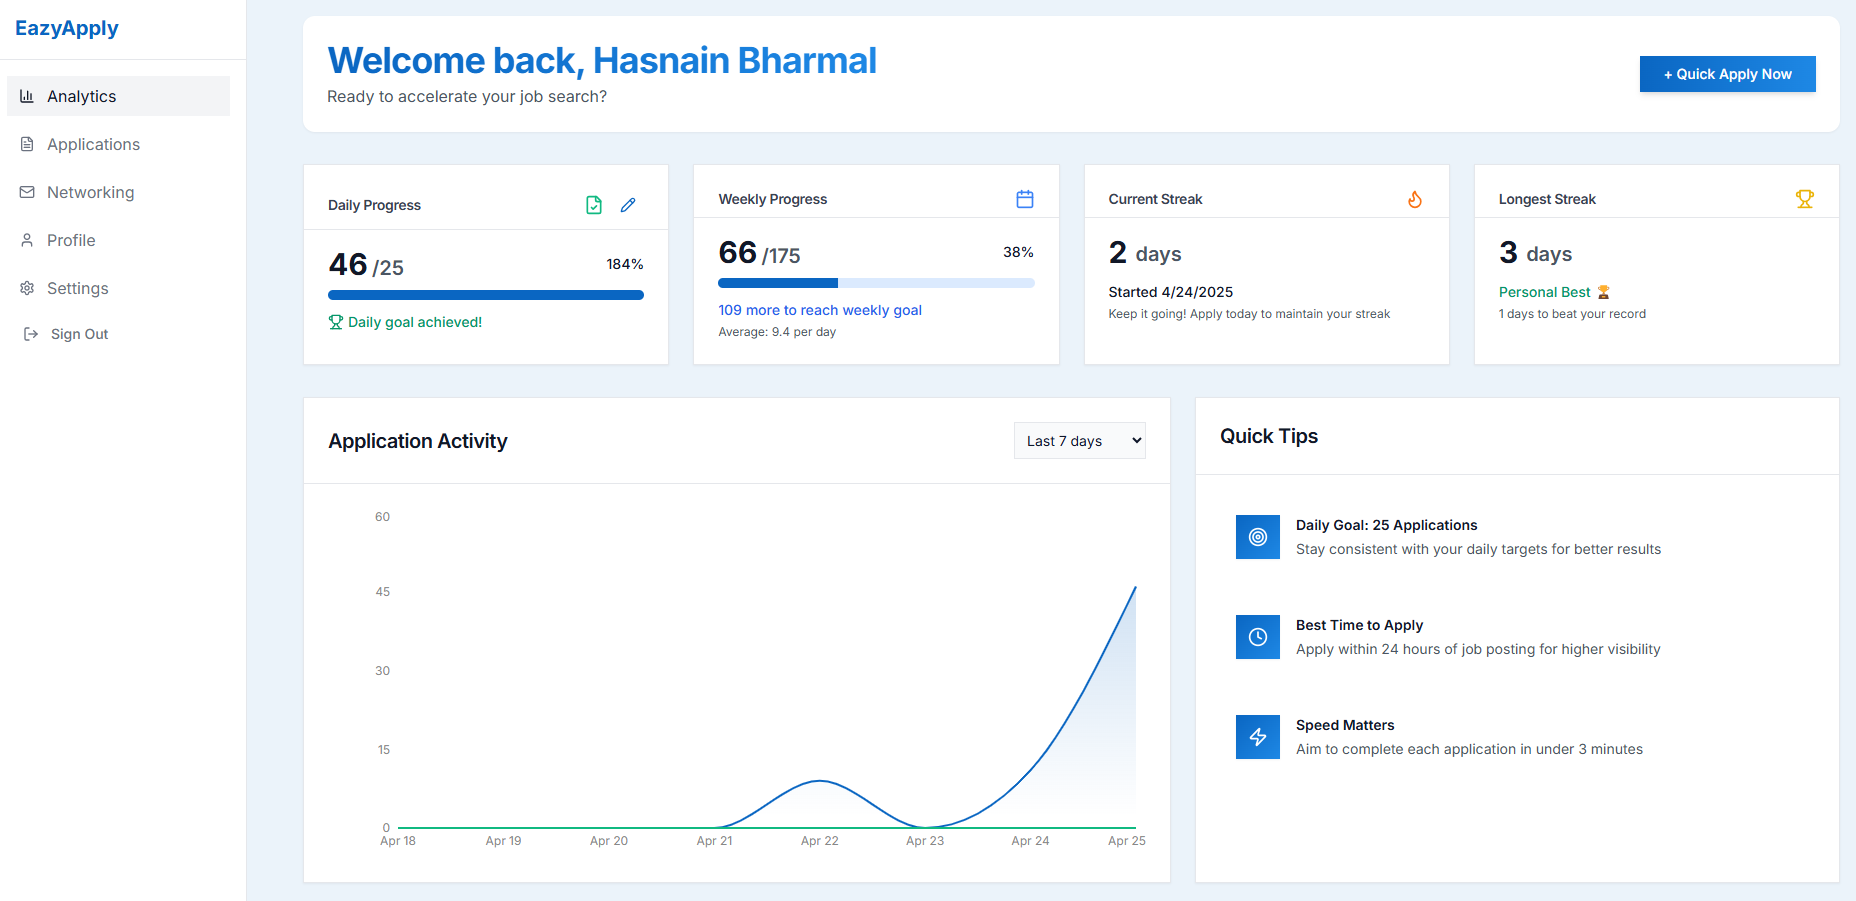 EazyApply
Analytics
Applications
Networking
Profile
Settings
Sign Out
Welcome back, Hasnain Bharmal
Ready to accelerate your job search?
+ Quick Apply Now
Daily Progress
46 /25
184%
Daily goal achieved!
Weekly Progress
66 /175
38%
109 more to reach weekly goal
Average: 9.4 per day
Current Streak
2 days
Started 4/24/2025
Keep it going! Apply today to maintain your streak
Longest Streak
3 days
Personal Best 🏆
1 days to beat your record
Application Activity
Last 7 days
60
45
30
15
0
Apr 18
Apr 19
Apr 20
Apr 21
Apr 22
Apr 23
Apr 24
Apr 25
Quick Tips
Daily Goal: 25 Applications
Stay consistent with your daily targets for better results
Best Time to Apply
Apply within 24 hours of job posting for higher visibility
Speed Matters
Aim to complete each application in under 3 minutes